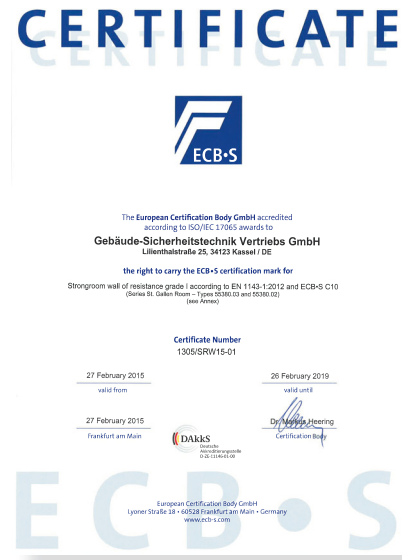 CERTIFICATE
ECB•S
The European Certification Body GmbH accredited
according to ISO/IEC 17065 awards to
Gebäude-Sicherheitstechnik Vertriebs GmbH
Lilienthalstraße 25, 34123 Kassel / DE
the right to carry the ECB•S certification mark for
Strongroom wall of resistance grade I according to EN 1143-1:2012 and ECB•S C10
(Series St. Gallen Room – Types 55380.03 and 55380.02)
(see Annex)
Certificate Number
1305/SRW15-01
27 February 2015
valid from
26 February 2019
valid until
27 February 2015
Frankfurt am Main
DAkkS
Deutsche
Akkreditierungsstelle
D-ZE-11146-01-00
Dr. Markus Heering
Certification Body
European Certification Body GmbH
Lyoner Straße 18 • 60528 Frankfurt am Main • Germany
www.ecb-s.com
ECB•S